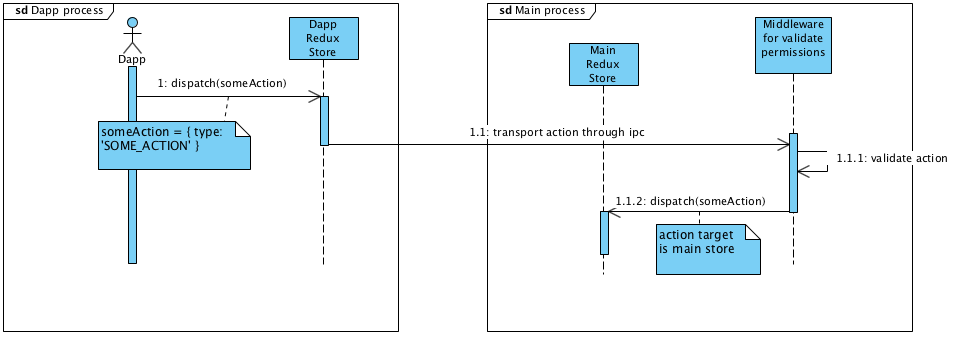 sd Dapp process
Dapp
Dapp
Redux
Store
1: dispatch(someAction)
someAction = { type:
'SOME_ACTION' }
sd Main process
Main
Redux
Store
Middleware
for validate
permissions
1.1: transport action through ipc
1.1.1: validate action
1.1.2: dispatch(someAction)
action target
is main store